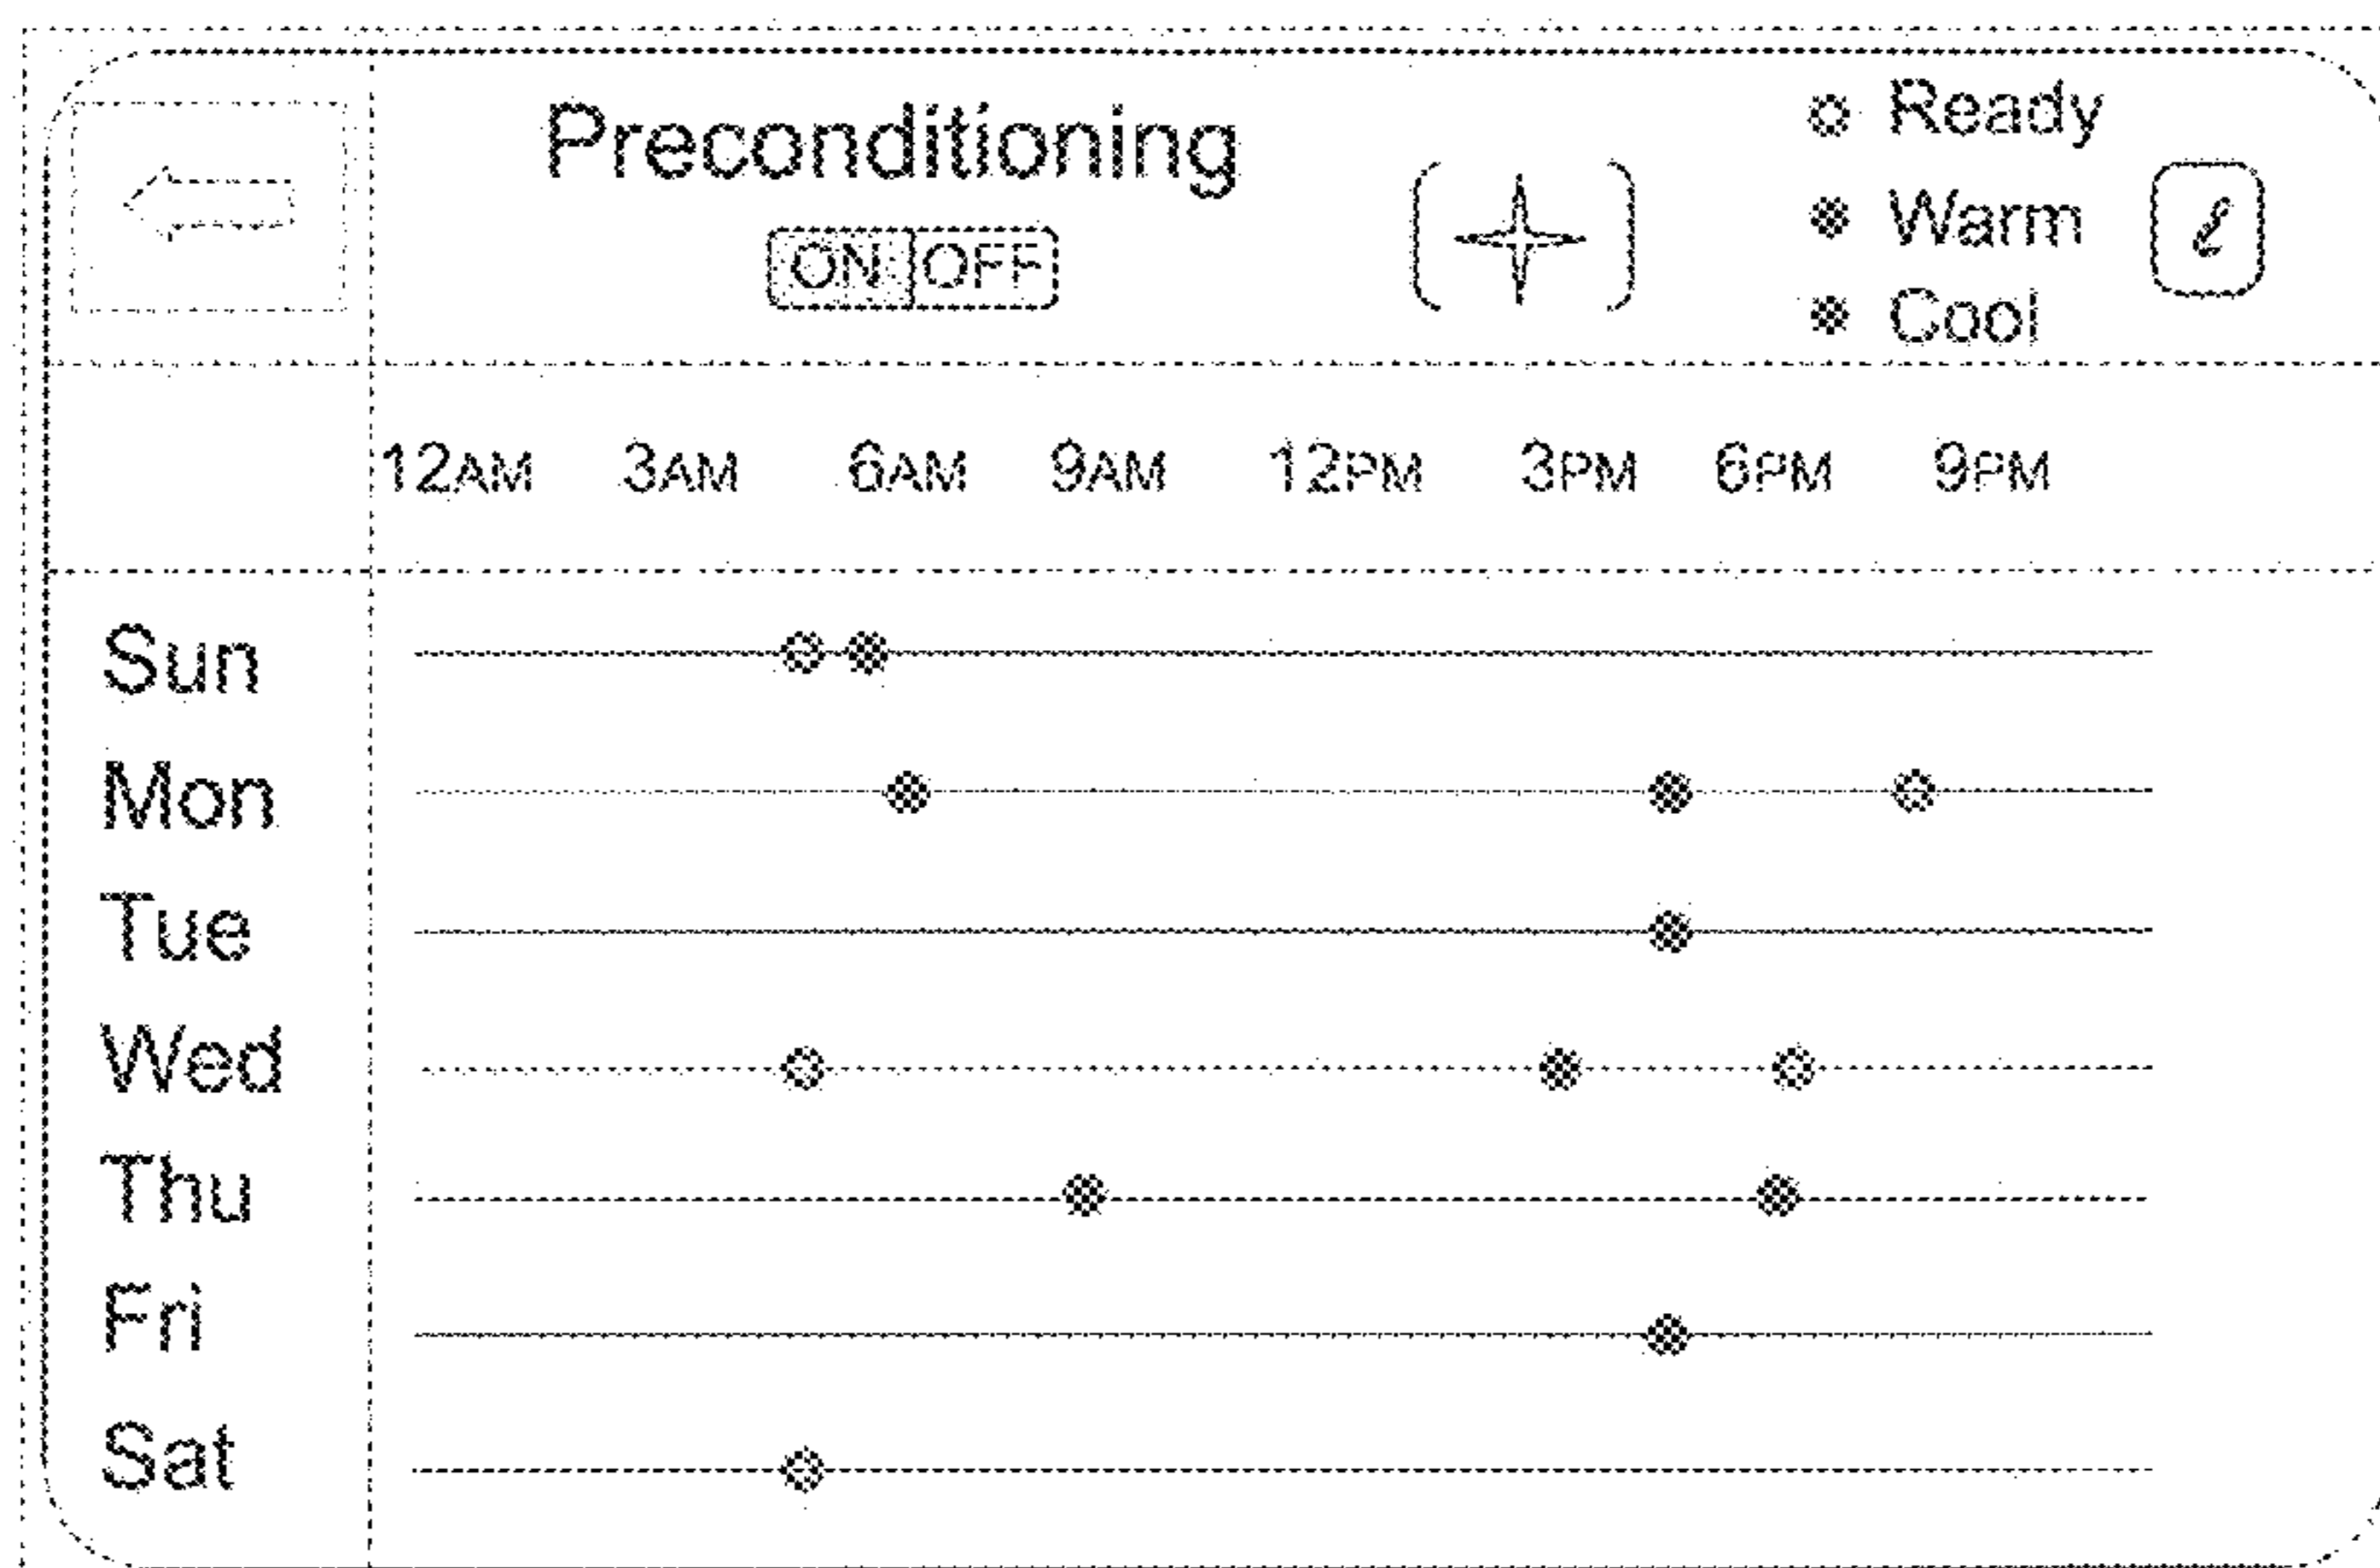 Preconditioning
ON OFF
Ready
Warm
Cool
12AM 3AM 6AM 9AM 12PM 3PM 6PM 9PM
Sun
Mon
Tue
Wed
Thu
Fri
Sat